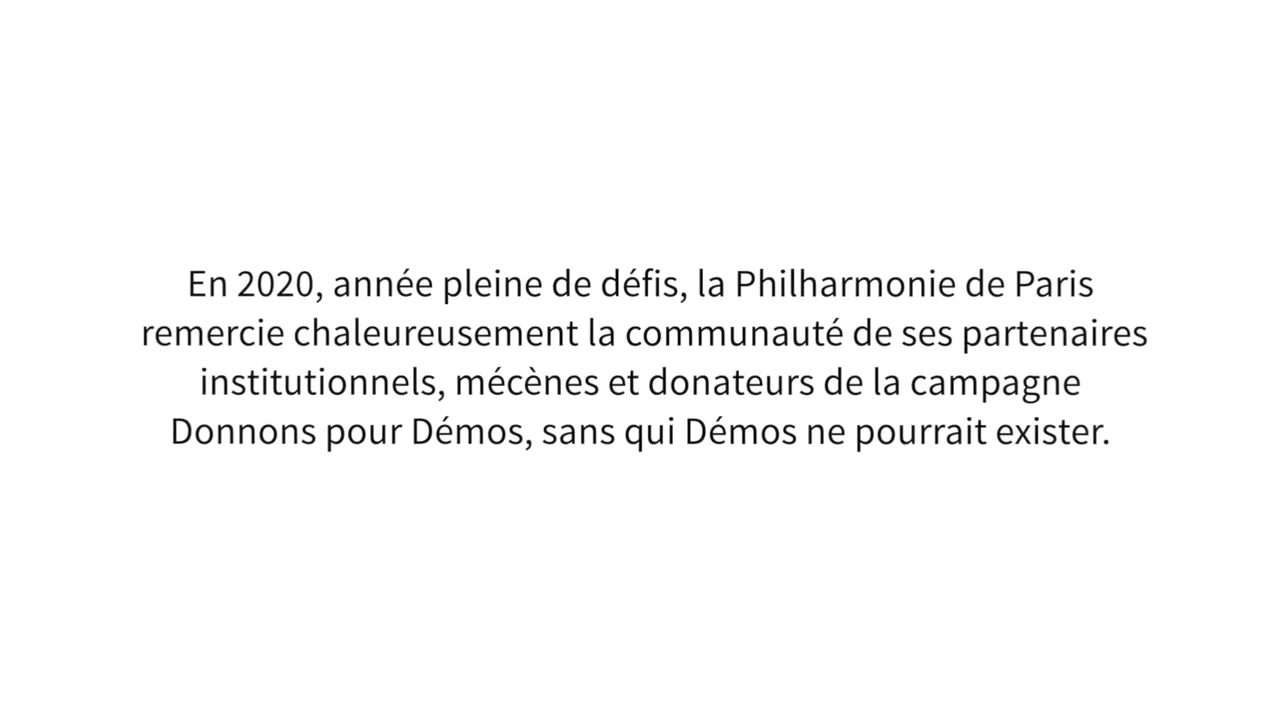 En 2020, année pleine de défis, la Philharmonie de Paris
remercie chaleureusement la communauté de ses partenaires
institutionnels, mécènes et donateurs de la campagne
Donnons pour Démos, sans qui Démos ne pourrait exister.